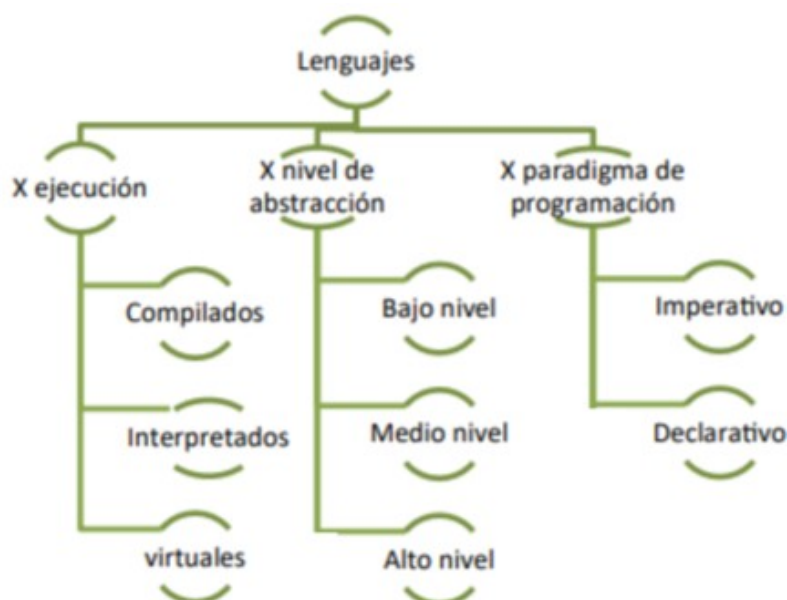 Lenguajes
X ejecución
X nivel de
abstracción
X paradigma de
programación
Compilados
Bajo nivel
Imperativo
Interpretados
Medio nivel
Declarativo
virtuales
Alto nivel